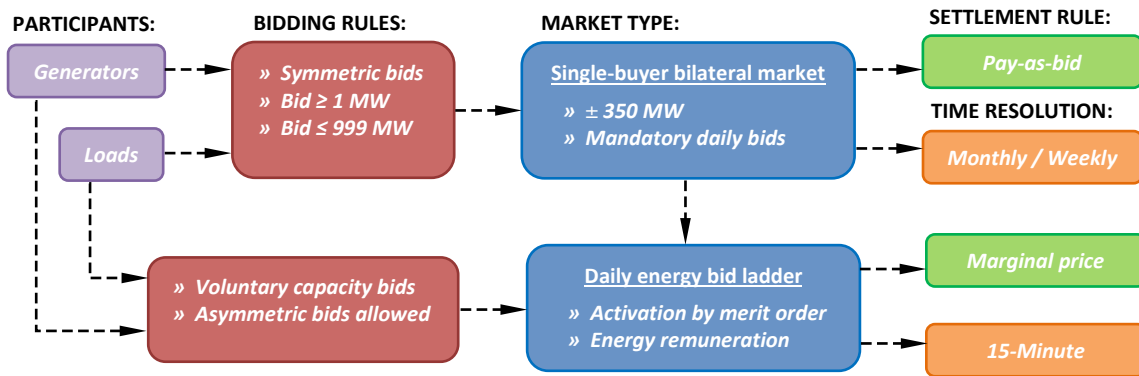 PARTICIPANTS:
BIDDING RULES:
MARKET TYPE:
SETTLEMENT RULE:
Generators
Loads
» Symmetric bids
» Bid ≥ 1 MW
» Bid ≤ 999 MW
Single-buyer bilateral market
» ± 350 MW
» Mandatory daily bids
Pay-as-bid
TIME RESOLUTION:
Monthly / Weekly
» Voluntary capacity bids
» Asymmetric bids allowed
Daily energy bid ladder
» Activation by merit order
» Energy remuneration
Marginal price
15-Minute